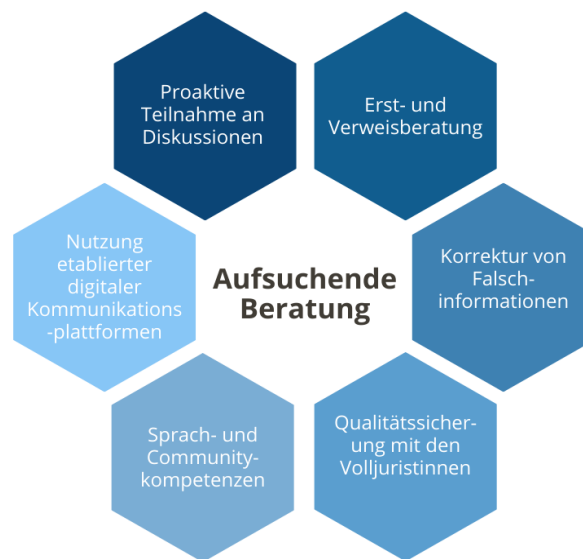 Proaktive
Teilnahme an
Diskussionen
Erst- und
Verweisberatung
Nutzung
etablierter
digitaler
Kommunikations
-plattformen
Aufsuchende
Beratung
Korrektur von
Falsch-
informationen
Sprach- und
Community-
kompetenzen
Qualitätssicher-
ung mit den
Volljuristinnen